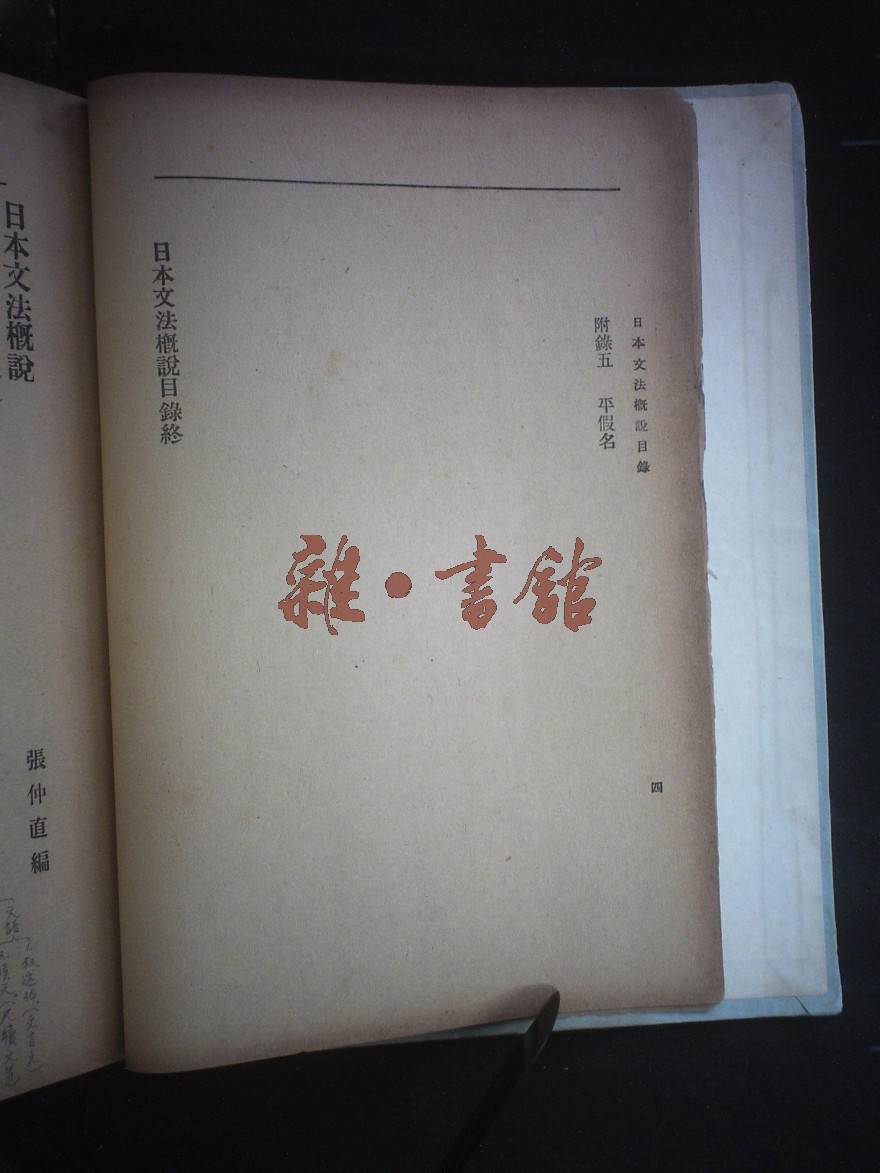 日本文法概說目錄
附錄五　平假名
日本文法概說目錄終
四
雜・書館
日本文法概說
張仲直編